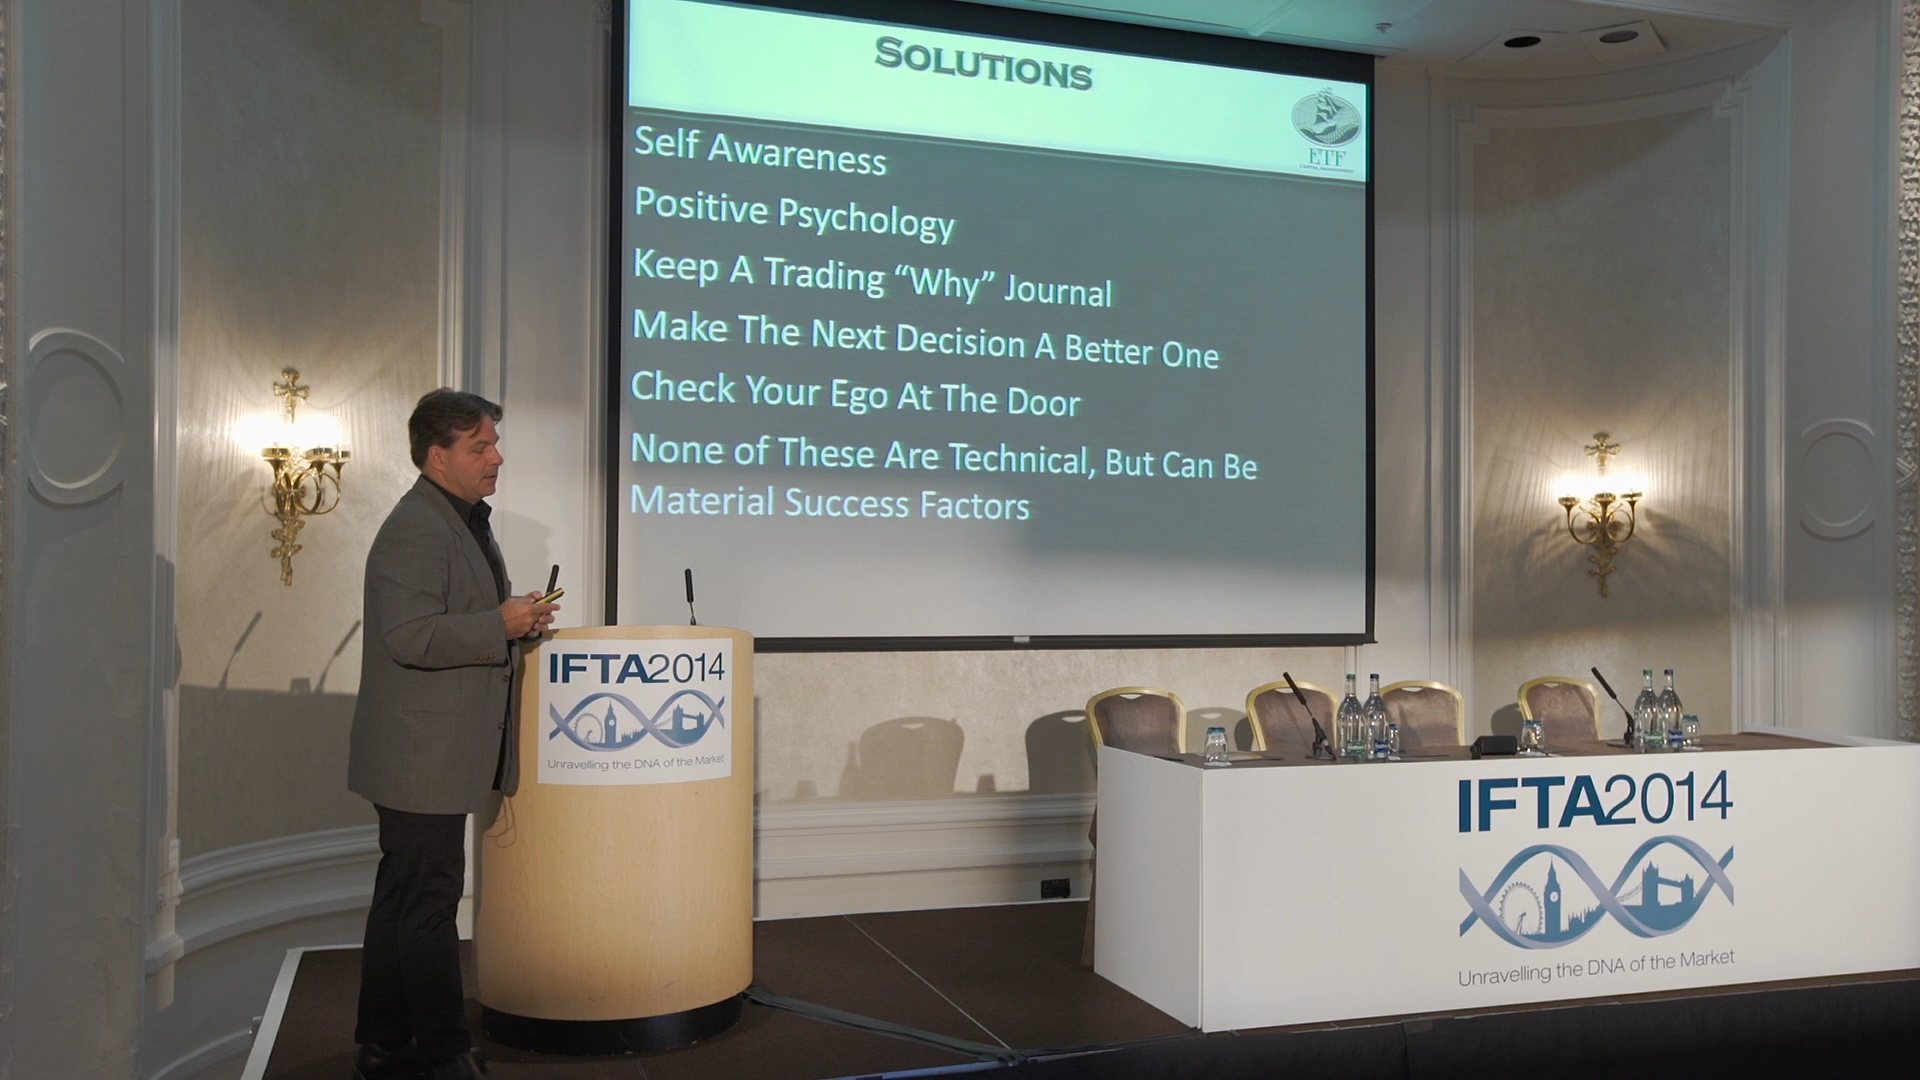 SOLUTIONS
ETF
CAPITAL MANAGEMENT
Self Awareness
Positive Psychology
Keep A Trading “Why” Journal
Make The Next Decision A Better One
Check Your Ego At The Door
None of These Are Technical, But Can Be
Material Success Factors
IFTA2014
Unravelling the DNA of the Market
IFTA2014
Unravelling the DNA of the Market